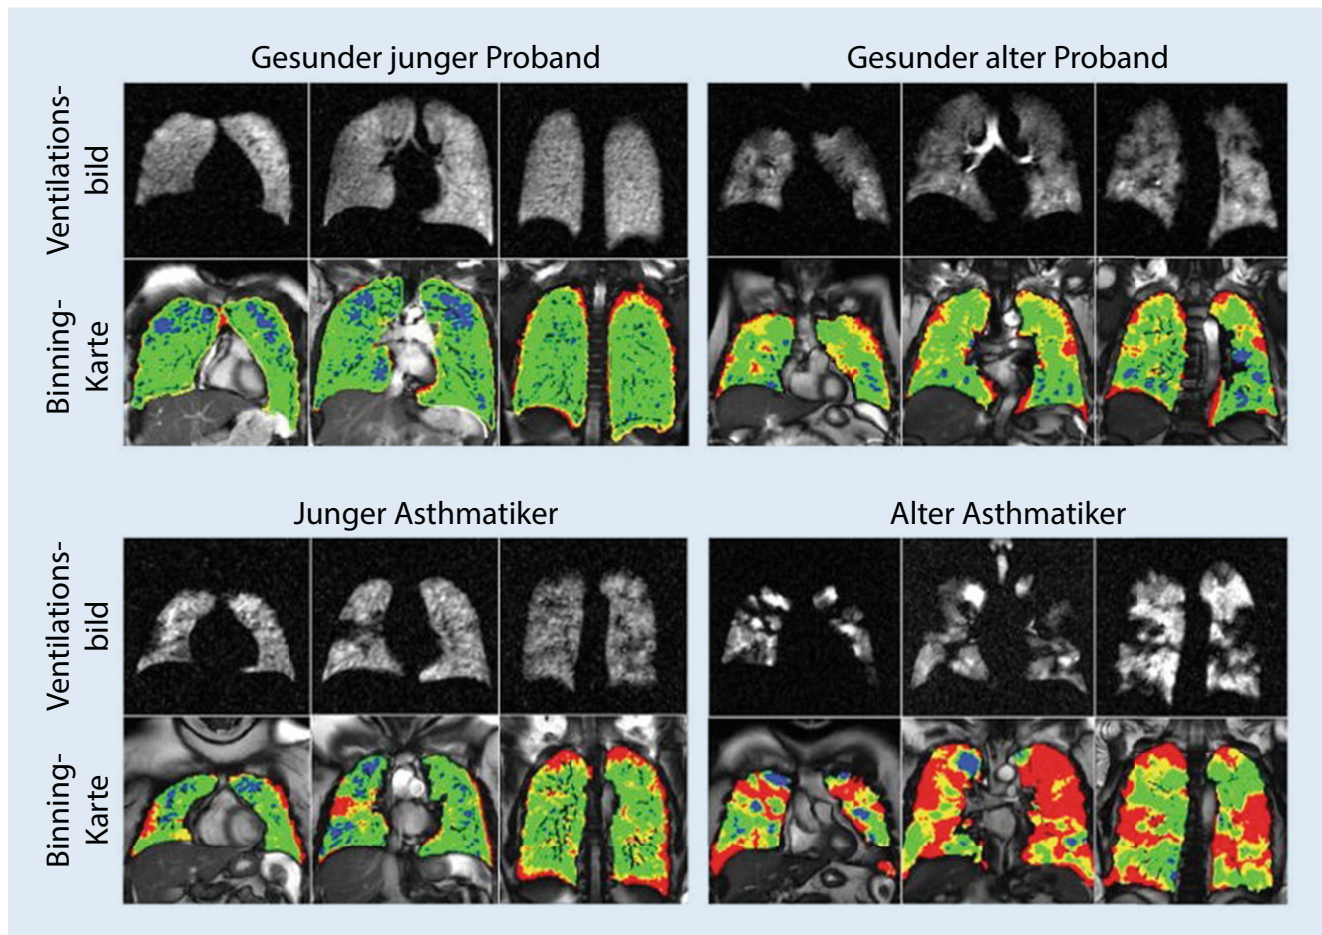 Gesunder junger Proband
Gesunder alter Proband
Ventilations-
bild
Binning-
Karte
Junger Asthmatiker
Alter Asthmatiker
Ventilations-
bild
Binning-
Karte